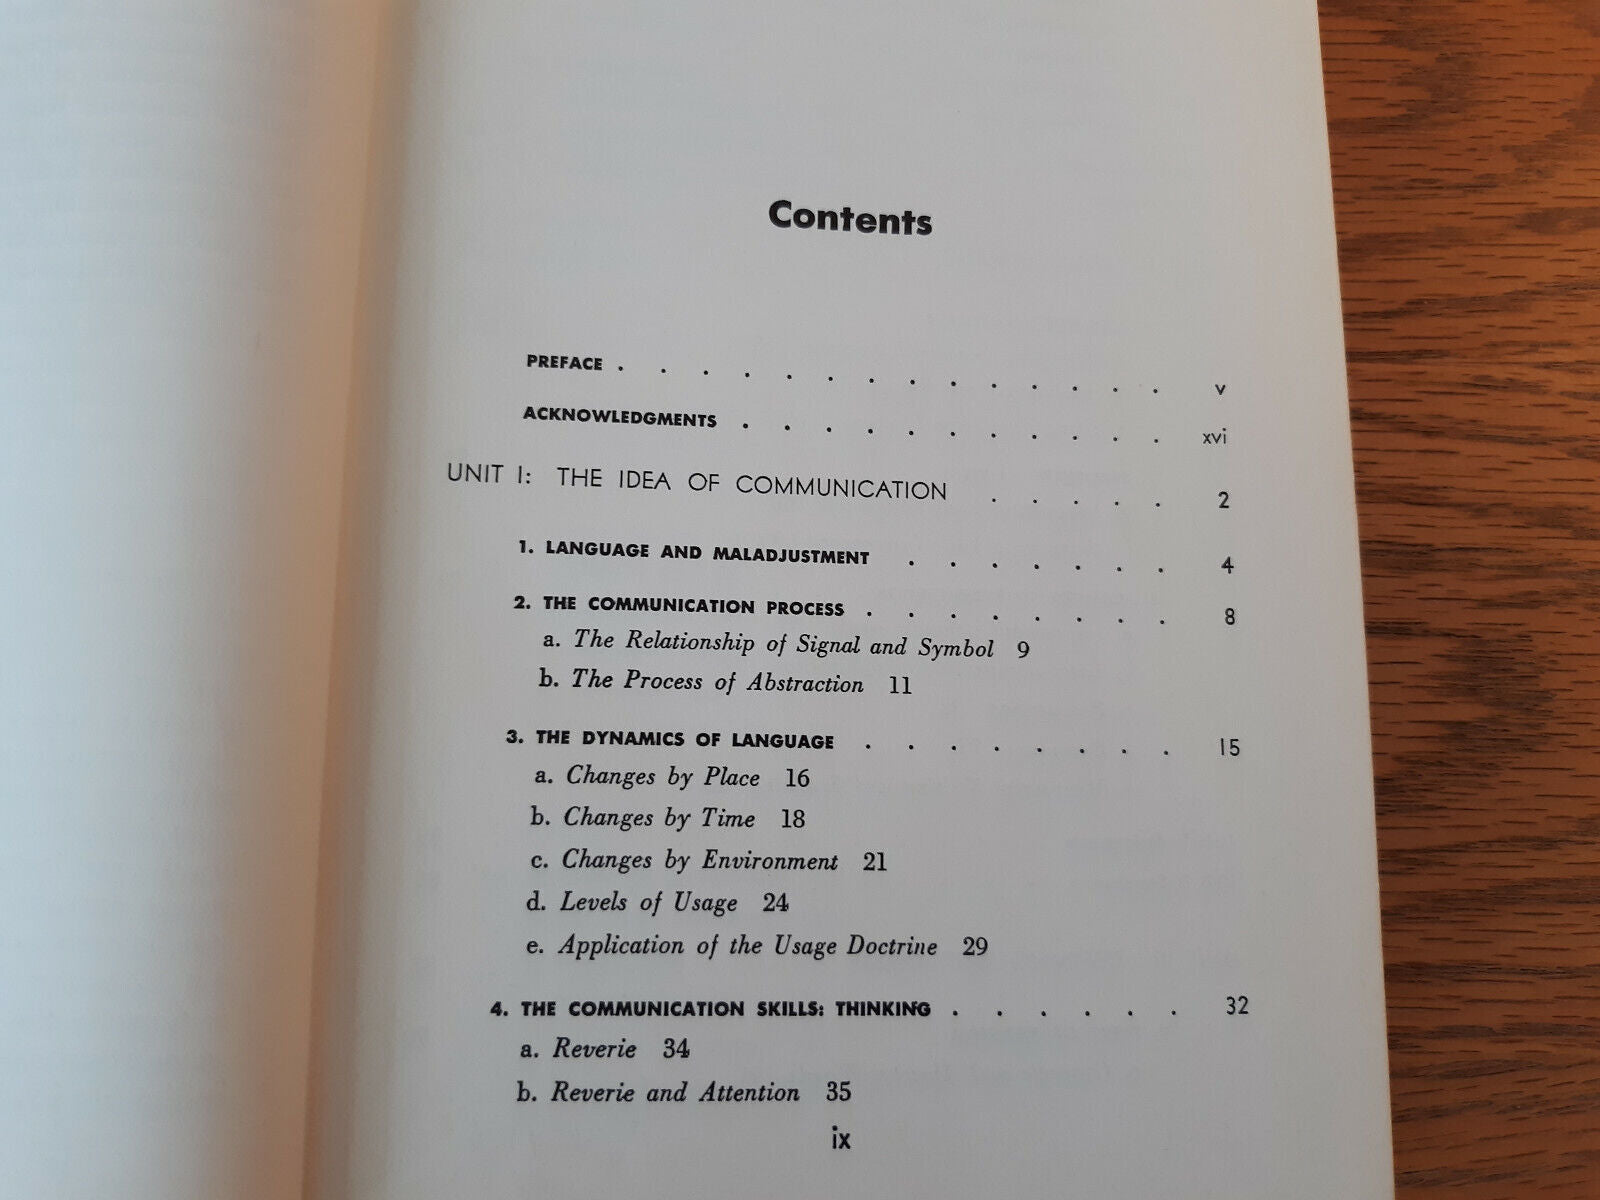 Contents
PREFACE . . . . . . . . . . . . . . v
ACKNOWLEDGMENTS . . . . . . . . . . . xvi
UNIT I: THE IDEA OF COMMUNICATION . . . . . 2
1. LANGUAGE AND MALADJUSTMENT . . . . . . . 4
2. THE COMMUNICATION PROCESS . . . . . . . . 8
a. The Relationship of Signal and Symbol 9
b. The Process of Abstraction 11
3. THE DYNAMICS OF LANGUAGE . . . . . . . . 15
a. Changes by Place 16
b. Changes by Time 18
c. Changes by Environment 21
d. Levels of Usage 24
e. Application of the Usage Doctrine 29
4. THE COMMUNICATION SKILLS: THINKING . . . . . . 32
a. Reverie 34
b. Reverie and Attention 35
ix